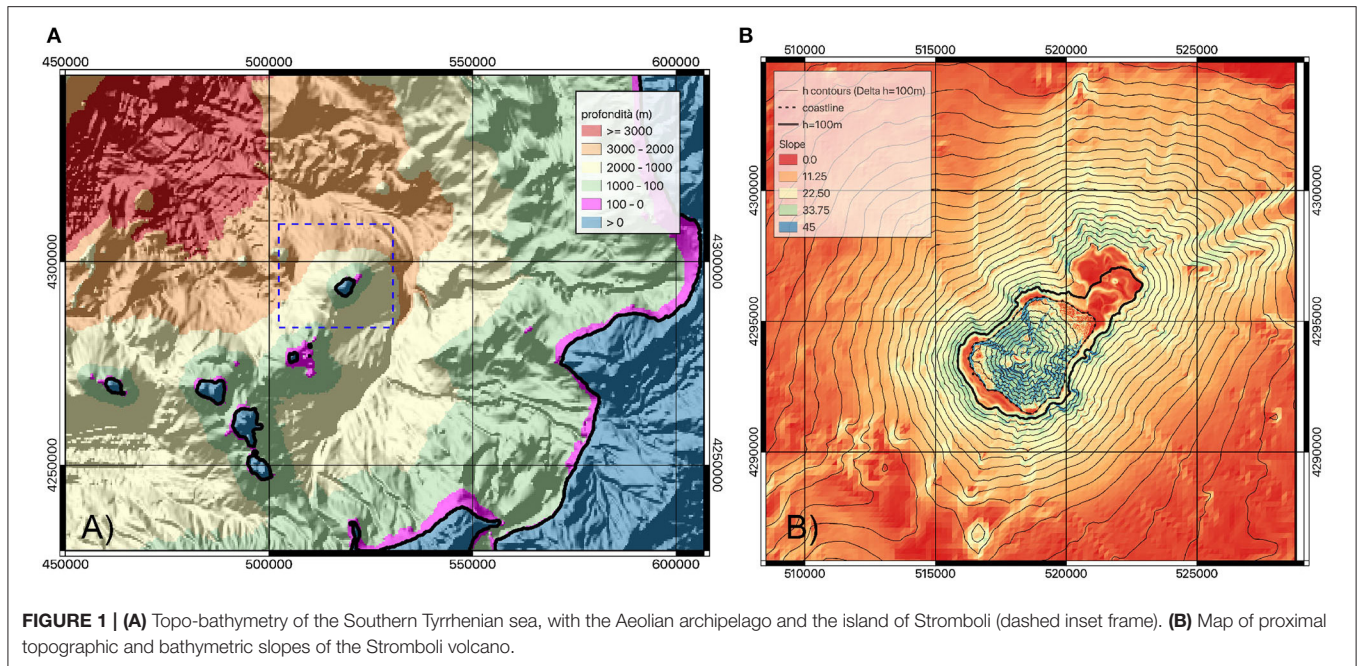 A
450000 500000 550000 600000
profondità (m)
>= 3000
3000 - 2000
2000 - 1000
1000 - 100
100 - 0
> 0
4300000
4300000
4250000
4250000
A)
450000 500000 550000 600000
B
510000 515000 520000 525000
h contours (Delta h=100m)
coastline
h=100m
Slope
0.0
11.25
22.50
33.75
45
4300000
4300000
4295000
4295000
4290000
4290000
B)
510000 515000 520000 525000
FIGURE 1 | (A) Topo-bathymetry of the Southern Tyrrhenian sea, with the Aeolian archipelago and the island of Stromboli (dashed inset frame). (B) Map of proximal
topographic and bathymetric slopes of the Stromboli volcano.